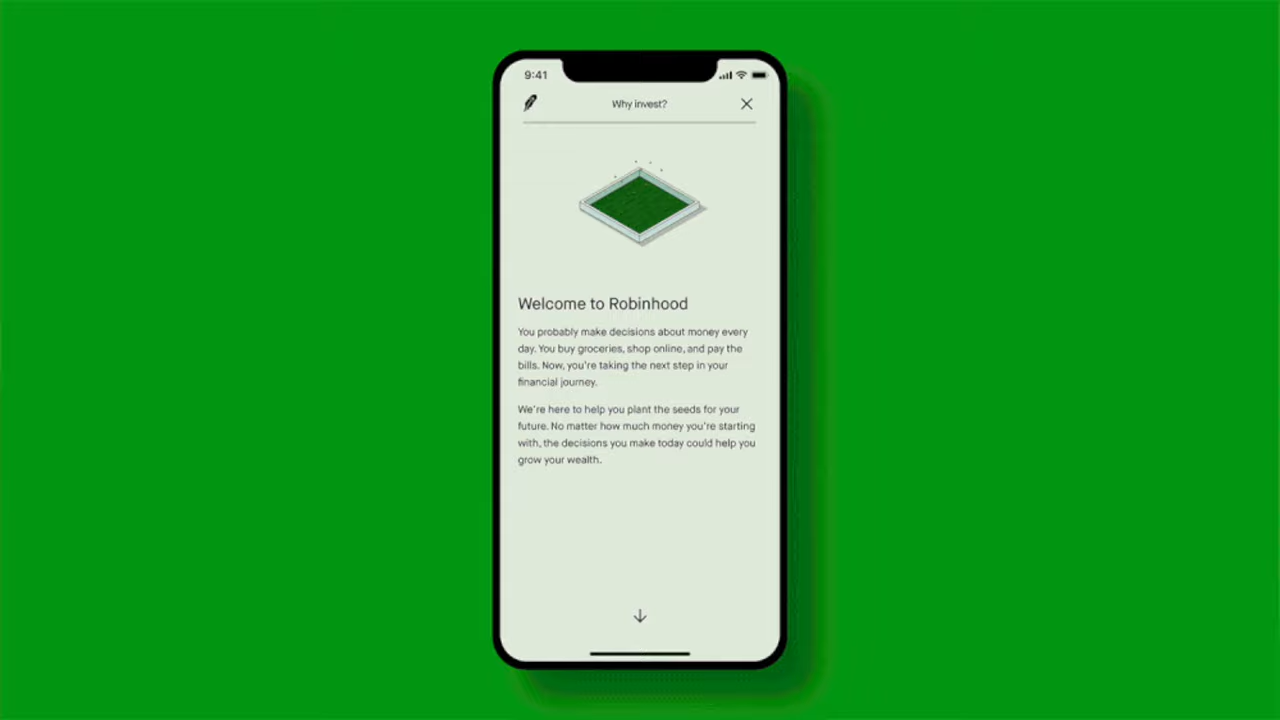 9:41
Why invest?
Welcome to Robinhood
You probably make decisions about money every
day. You buy groceries, shop online, and pay the
bills. Now, you're taking the next step in your
financial journey.
We're here to help you plant the seeds for your
future. No matter how much money you're starting
with, the decisions you make today could help you
grow your wealth.